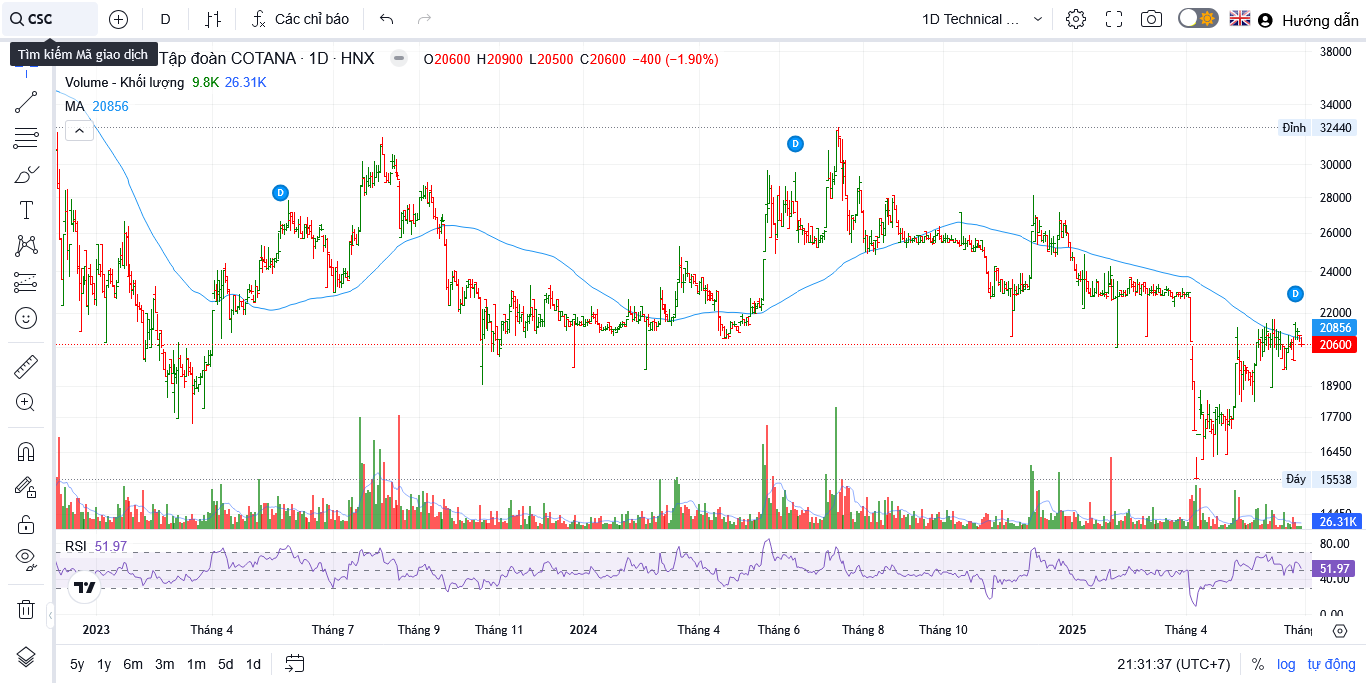 CSC
D
Các chỉ báo
1D Technical ...
Hướng dẫn
Tìm kiếm Mã giao dịch
Tập đoàn COTANA · 1D · HNX
O20600 H20900 L20500 C20600 −400 (−1.90%)
Volume - Khối lượng 9.8K 26.31K
MA 20856
38000
34000
Đỉnh 32440
30000
28000
26000
24000
22000
20856
20600
18900
17700
16450
Đáy 15538
14450
26.31K
D
D
D
RSI 51.97
80.00
51.97
40.00
0.00
2023 Tháng 4 Tháng 7 Tháng 9 Tháng 11 2024 Tháng 4 Tháng 6 Tháng 8 Tháng 10 2025 Tháng 4 Thán
5y 1y 6m 3m 1m 5d 1d
21:31:37 (UTC+7) % log tự động